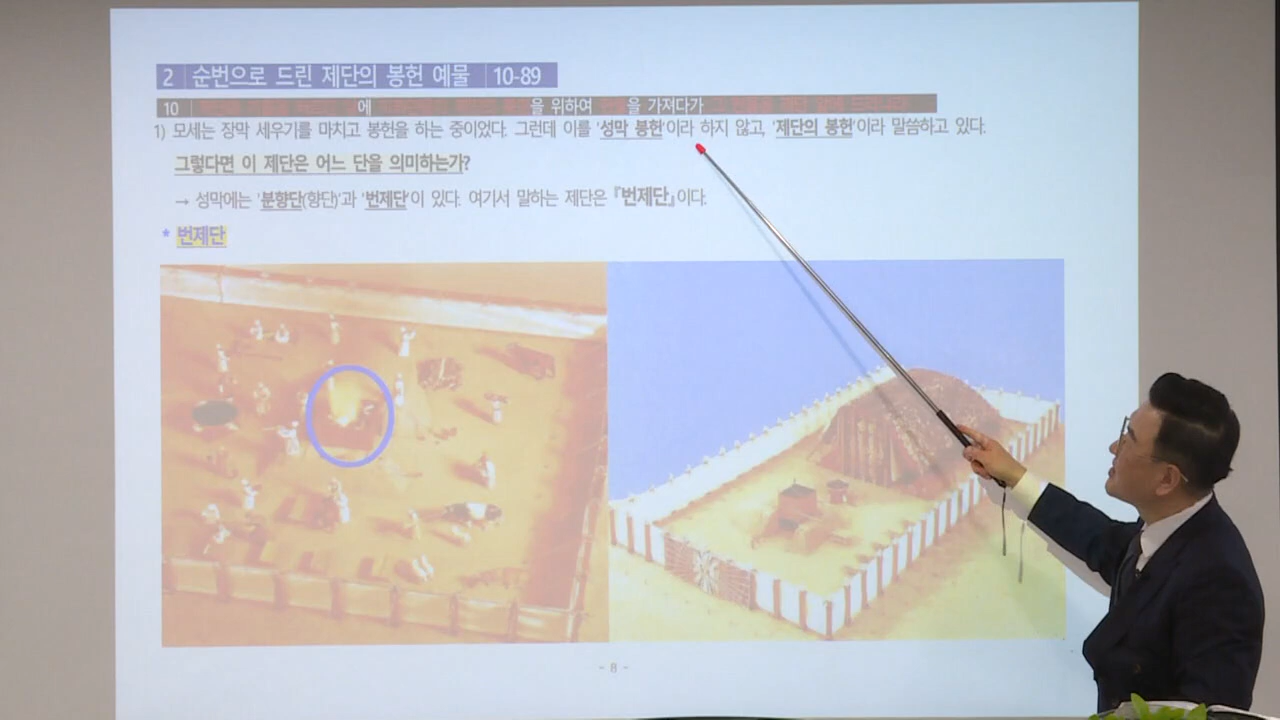 2 순번으로 드린 제단의 봉헌 예물 10-89
10 에 을 위하여 을 가져다가
1) 모세는 장막 세우기를 마치고 봉헌을 하는 중이었다. 그런데 이를 '성막 봉헌'이라 하지 않고, '제단의 봉헌'이라 말씀하고 있다.
그렇다면 이 제단은 어느 단을 의미하는가?
→ 성막에는 '분향단(향단)'과 '번제단'이 있다. 여기서 말하는 제단은 『번제단』이다.
* 번제단
- 8 -